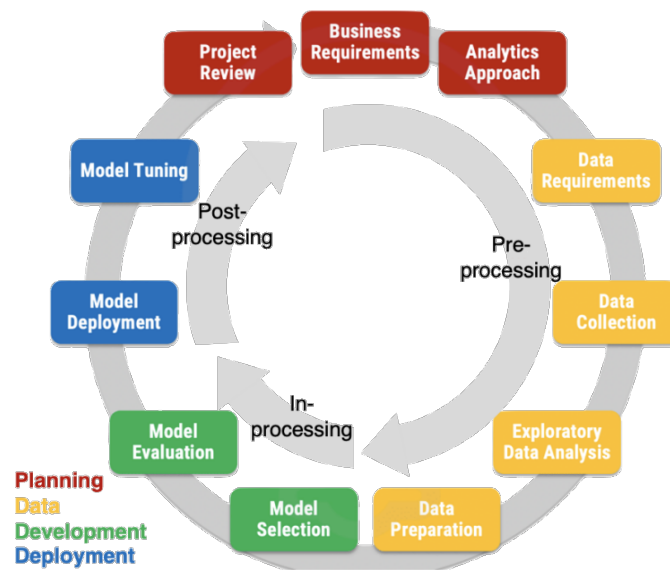 Business
Requirements
Project
Review
Analytics
Approach
Model Tuning
Data
Requirements
Post-
processing
Pre-
processing
Model
Deployment
Data
Collection
In-
processing
Model
Evaluation
Exploratory
Data Analysis
Model
Selection
Data
Preparation
Planning
Data
Development
Deployment